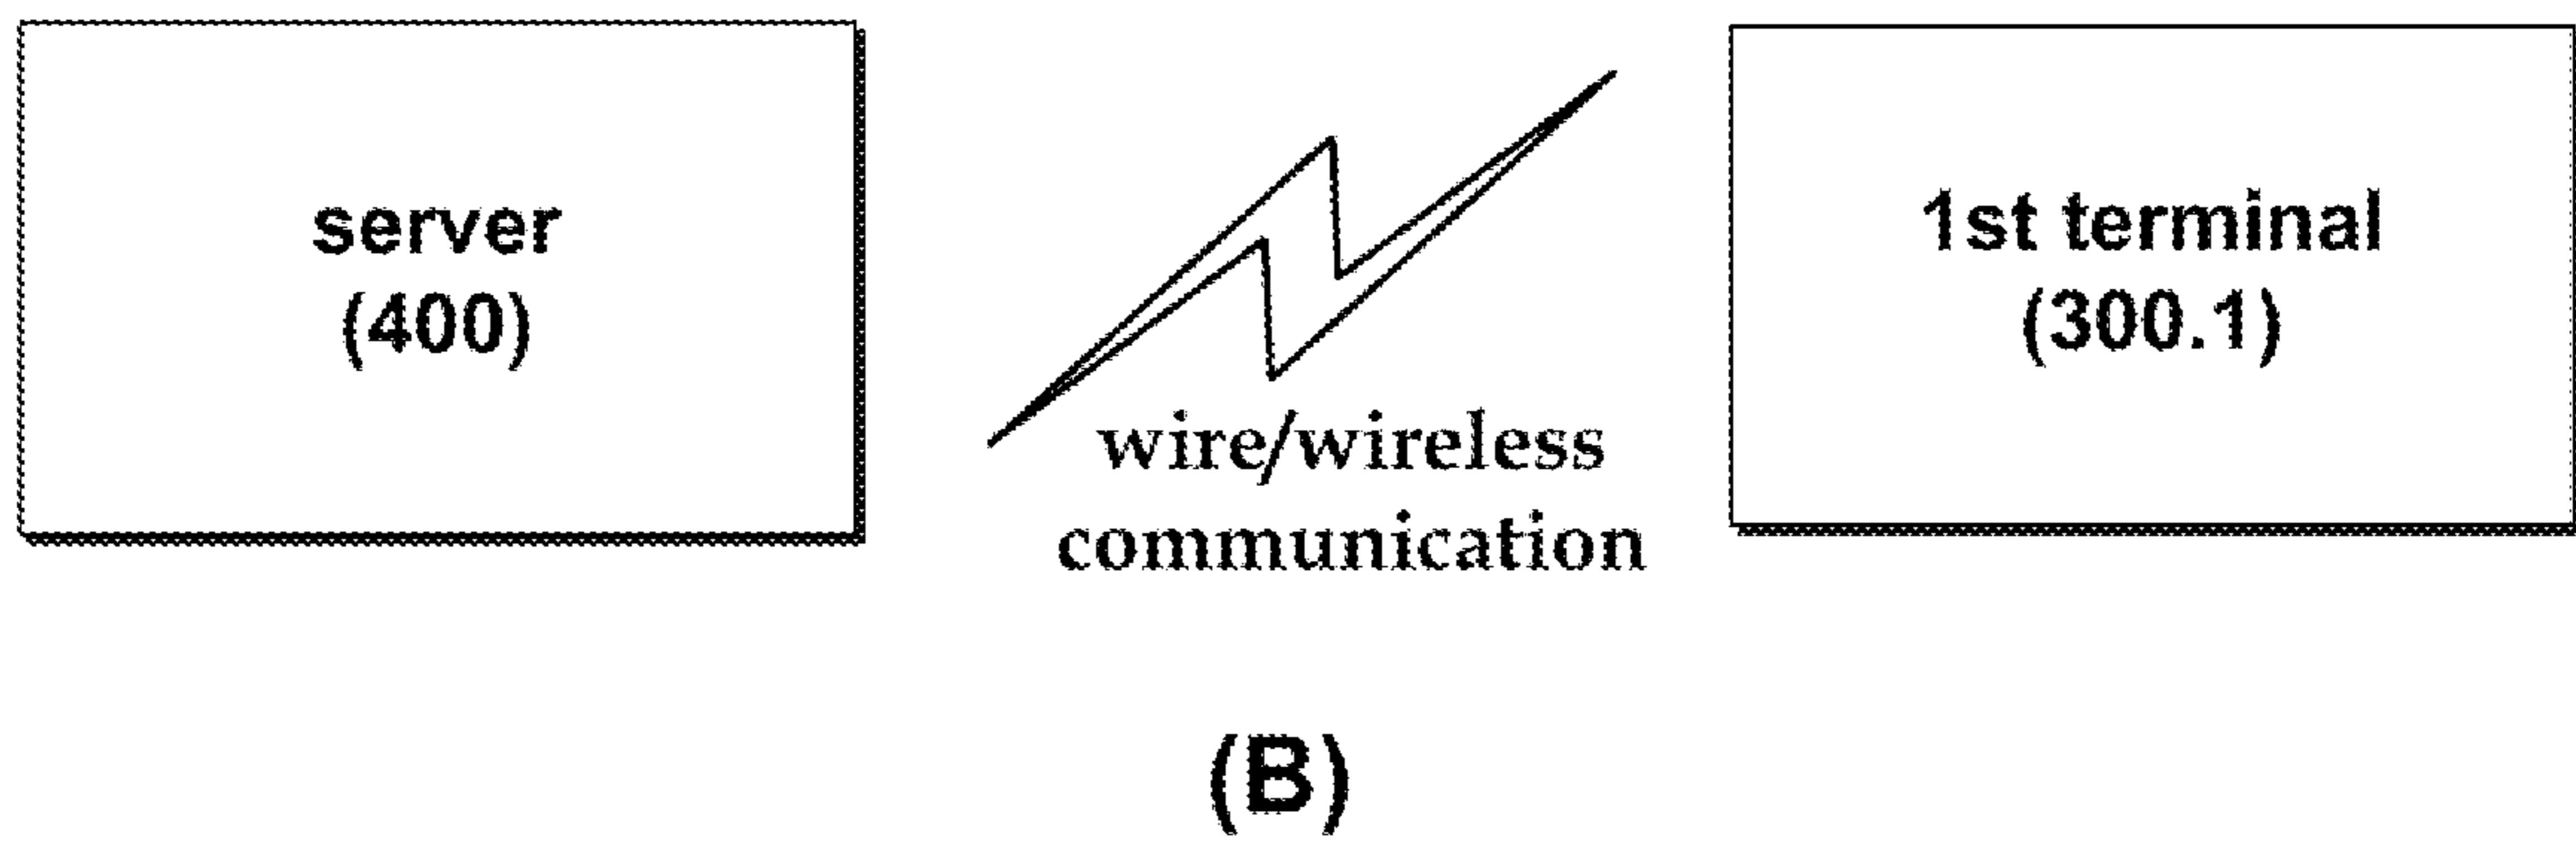 server
(400)
1st terminal
(300.1)
wire/wireless
communication
(B)